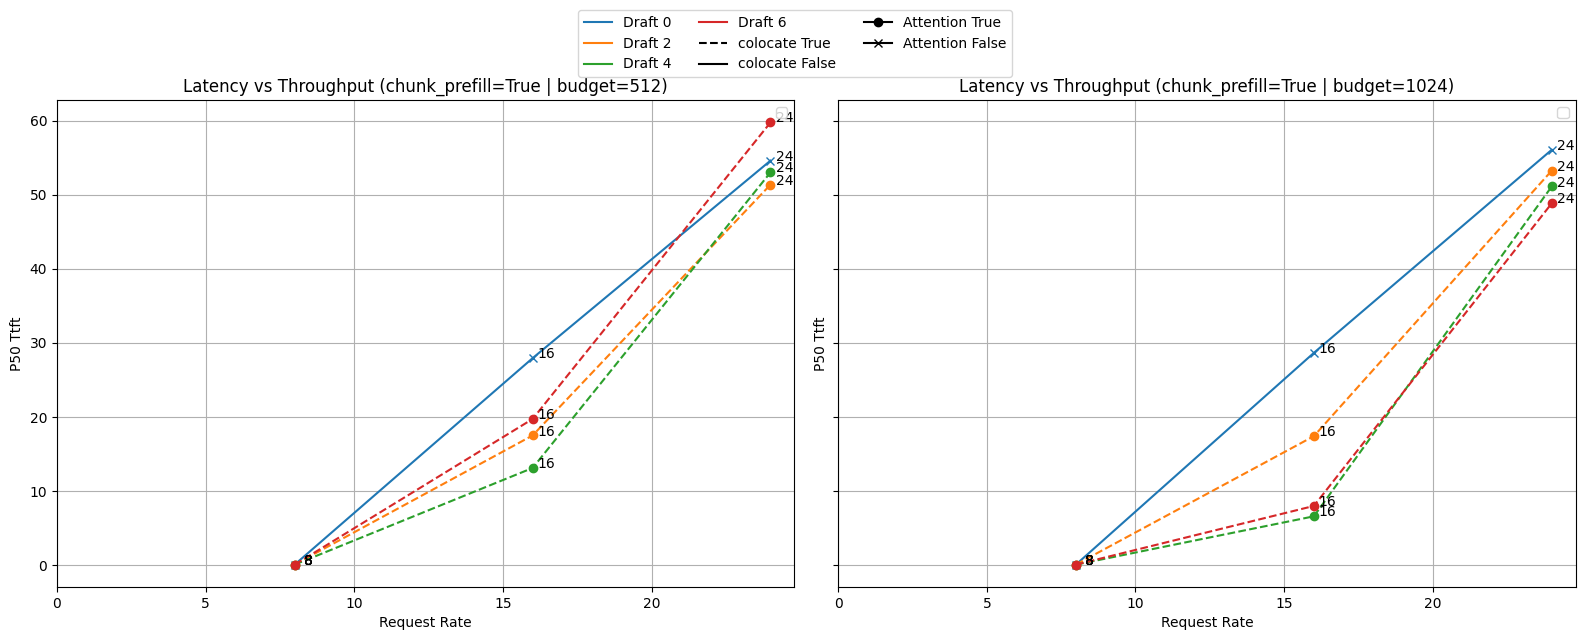 Draft 0
Draft 2
Draft 4
Draft 6
colocate True
colocate False
Attention True
Attention False
Latency vs Throughput (chunk_prefill=True | budget=512)
60
50
40
30
20
10
0
P50 Ttft
24
24
24
24
16
16
16
16
8
0
5
10
15
20
Request Rate
Latency vs Throughput (chunk_prefill=True | budget=1024)
P50 Ttft
24
24
24
24
16
16
16
16
8
0
5
10
15
20
Request Rate